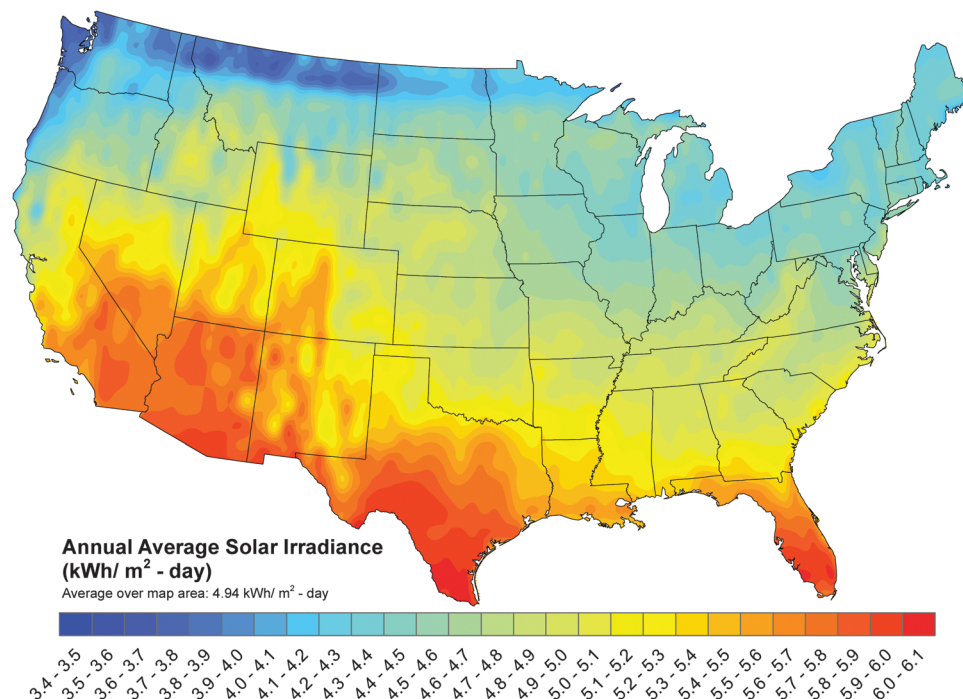 Annual Average Solar Irradiance
(kWh/ m² - day)
Average over map area: 4.94 kWh/ m² - day
3.4 - 3.5
3.5 - 3.6
3.6 - 3.7
3.7 - 3.8
3.8 - 3.9
3.9 - 4.0
4.0 - 4.1
4.1 - 4.2
4.2 - 4.3
4.3 - 4.4
4.4 - 4.5
4.5 - 4.6
4.6 - 4.7
4.7 - 4.8
4.8 - 4.9
4.9 - 5.0
5.0 - 5.1
5.1 - 5.2
5.2 - 5.3
5.3 - 5.4
5.4 - 5.5
5.5 - 5.6
5.6 - 5.7
5.7 - 5.8
5.8 - 5.9
5.9 - 6.0
6.0 - 6.1